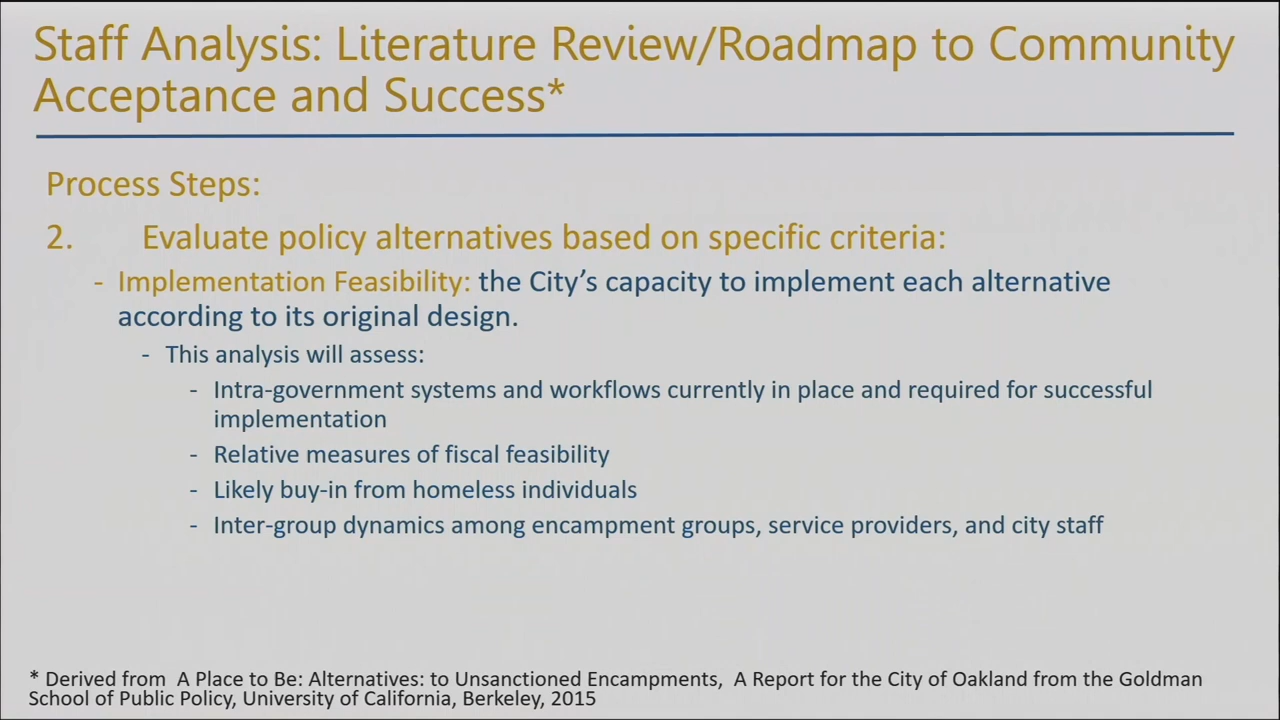 Staff Analysis: Literature Review/Roadmap to Community
Acceptance and Success*
Process Steps:
2. Evaluate policy alternatives based on specific criteria:
- Implementation Feasibility: the City's capacity to implement each alternative
according to its original design.
- This analysis will assess:
- Intra-government systems and workflows currently in place and required for successful
implementation
- Relative measures of fiscal feasibility
- Likely buy-in from homeless individuals
- Inter-group dynamics among encampment groups, service providers, and city staff
* Derived from A Place to Be: Alternatives: to Unsanctioned Encampments, A Report for the City of Oakland from the Goldman
School of Public Policy, University of California, Berkeley, 2015